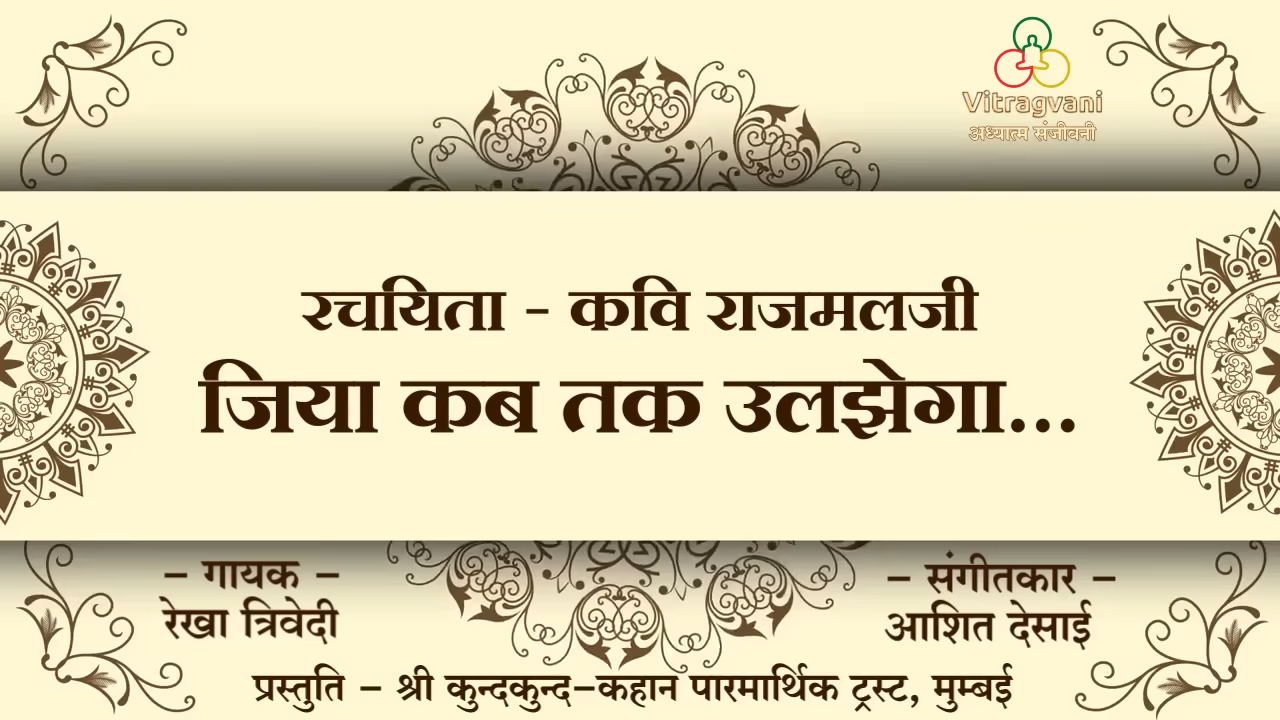 Vitragvani
अध्यात्म संजीवनी
रचयिता - कवि राजमलजी
जिया कब तक उलझेगा...
- गायक -
रेखा त्रिवेदी
- संगीतकार -
आशित देसाई
प्रस्तुति - श्री कुन्दकुन्द-कहान पारमार्थिक ट्रस्ट, मुम्बई